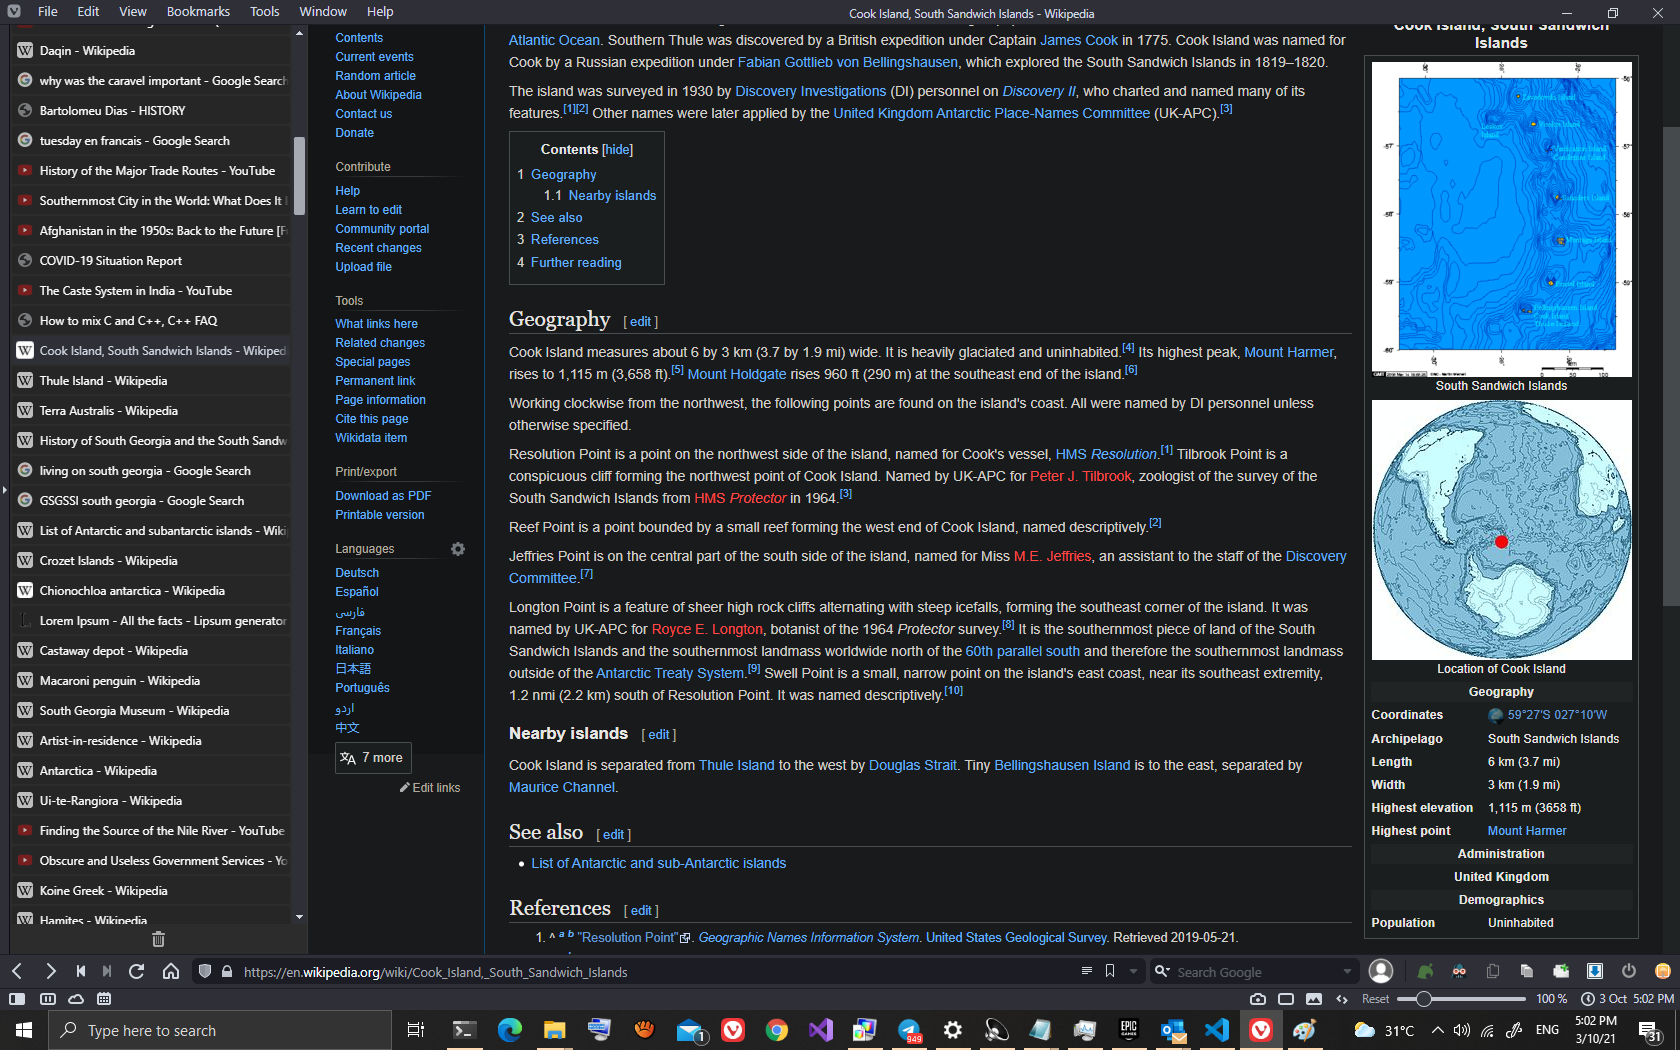 File Edit View Bookmarks Tools Window Help
Cook Island, South Sandwich Islands - Wikipedia
Daqin - Wikipedia
why was the caravel important - Google Search
Bartolomeu Dias - HISTORY
tuesday en francais - Google Search
History of the Major Trade Routes - YouTube
Southernmost City in the World: What Does It
Afghanistan in the 1950s: Back to the Future [F
COVID-19 Situation Report
The Caste System in India - YouTube
How to mix C and C++, C++ FAQ
Cook Island, South Sandwich Islands - Wikiped
Thule Island - Wikipedia
Terra Australis - Wikipedia
History of South Georgia and the South Sandw
living on south georgia - Google Search
GSGSSI south georgia - Google Search
List of Antarctic and subantarctic islands - Wiki
Crozet Islands - Wikipedia
Chionochloa antarctica - Wikipedia
Lorem Ipsum - All the facts - Lipsum generator
Castaway depot - Wikipedia
Macaroni penguin - Wikipedia
South Georgia Museum - Wikipedia
Artist-in-residence - Wikipedia
Antarctica - Wikipedia
Ui-te-Rangiora - Wikipedia
Finding the Source of the Nile River - YouTube
Obscure and Useless Government Services - Yo
Koine Greek - Wikipedia
Hamites - Wikipedia
Contents
Current events
Random article
About Wikipedia
Contact us
Donate
Contribute
Help
Learn to edit
Community portal
Recent changes
Upload file
Tools
What links here
Related changes
Special pages
Permanent link
Page information
Cite this page
Wikidata item
Print/export
Download as PDF
Printable version
Languages
Deutsch
Español
فارسی
Français
Italiano
日本語
Português
اردو
中文
7 more
Edit links
Atlantic Ocean. Southern Thule was discovered by a British expedition under Captain James Cook in 1775. Cook Island was named for
Cook by a Russian expedition under Fabian Gottlieb von Bellingshausen, which explored the South Sandwich Islands in 1819–1820.
The island was surveyed in 1930 by Discovery Investigations (DI) personnel on Discovery II, who charted and named many of its
features.[1][2] Other names were later applied by the United Kingdom Antarctic Place-Names Committee (UK-APC).[3]
Contents [hide]
1 Geography
1.1 Nearby islands
2 See also
3 References
4 Further reading
Geography [ edit ]
Cook Island measures about 6 by 3 km (3.7 by 1.9 mi) wide. It is heavily glaciated and uninhabited.[4] Its highest peak, Mount Harmer,
rises to 1,115 m (3,658 ft).[5] Mount Holdgate rises 960 ft (290 m) at the southeast end of the island.[6]
Working clockwise from the northwest, the following points are found on the island's coast. All were named by DI personnel unless
otherwise specified.
Resolution Point is a point on the northwest side of the island, named for Cook's vessel, HMS Resolution.[1] Tilbrook Point is a
conspicuous cliff forming the northwest point of Cook Island. Named by UK-APC for Peter J. Tilbrook, zoologist of the survey of the
South Sandwich Islands from HMS Protector in 1964.[3]
Reef Point is a point bounded by a small reef forming the west end of Cook Island, named descriptively.[2]
Jeffries Point is on the central part of the south side of the island, named for Miss M.E. Jeffries, an assistant to the staff of the Discovery
Committee.[7]
Longton Point is a feature of sheer high rock cliffs alternating with steep icefalls, forming the southeast corner of the island. It was
named by UK-APC for Royce E. Longton, botanist of the 1964 Protector survey.[8] It is the southernmost piece of land of the South
Sandwich Islands and the southernmost landmass worldwide north of the 60th parallel south and therefore the southernmost landmass
outside of the Antarctic Treaty System.[9] Swell Point is a small, narrow point on the island's east coast, near its southeast extremity,
1.2 nmi (2.2 km) south of Resolution Point. It was named descriptively.[10]
Nearby islands [ edit ]
Cook Island is separated from Thule Island to the west by Douglas Strait. Tiny Bellingshausen Island is to the east, separated by
Maurice Channel.
See also [ edit ]
List of Antarctic and sub-Antarctic islands
References [ edit ]
1. ^ a b "Resolution Point". Geographic Names Information System. United States Geological Survey. Retrieved 2019-05-21.
Cook Island, South Sandwich
Islands
South Sandwich Islands
Location of Cook Island
Geography
Coordinates 59°27′S 027°10′W
Archipelago South Sandwich Islands
Length 6 km (3.7 mi)
Width 3 km (1.9 mi)
Highest elevation 1,115 m (3658 ft)
Highest point Mount Harmer
Administration
United Kingdom
Demographics
Population Uninhabited
https://en.wikipedia.org/wiki/Cook_Island,_South_Sandwich_Islands
Search Google
Reset 100 % 3 Oct 5:02 PM
Type here to search
1
949
EPIC GAMES
31°C
ENG
5:02 PM
3/10/21
31